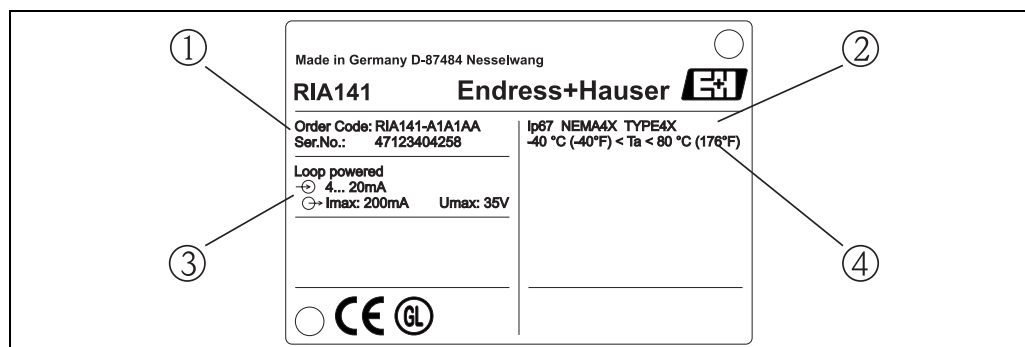 Made in Germany D-87484 Nesselwang
RIA141 Endress+Hauser E+H
Order Code: RIA141-A1A1AA
Ser.No.: 47123404258
Ip67 NEMA4X TYPE4X
-40 °C (-40°F) < Ta < 80 °C (176°F)
Loop powered
4... 20mA
Imax: 200mA Umax: 35V
CE GL
1
2
3
4